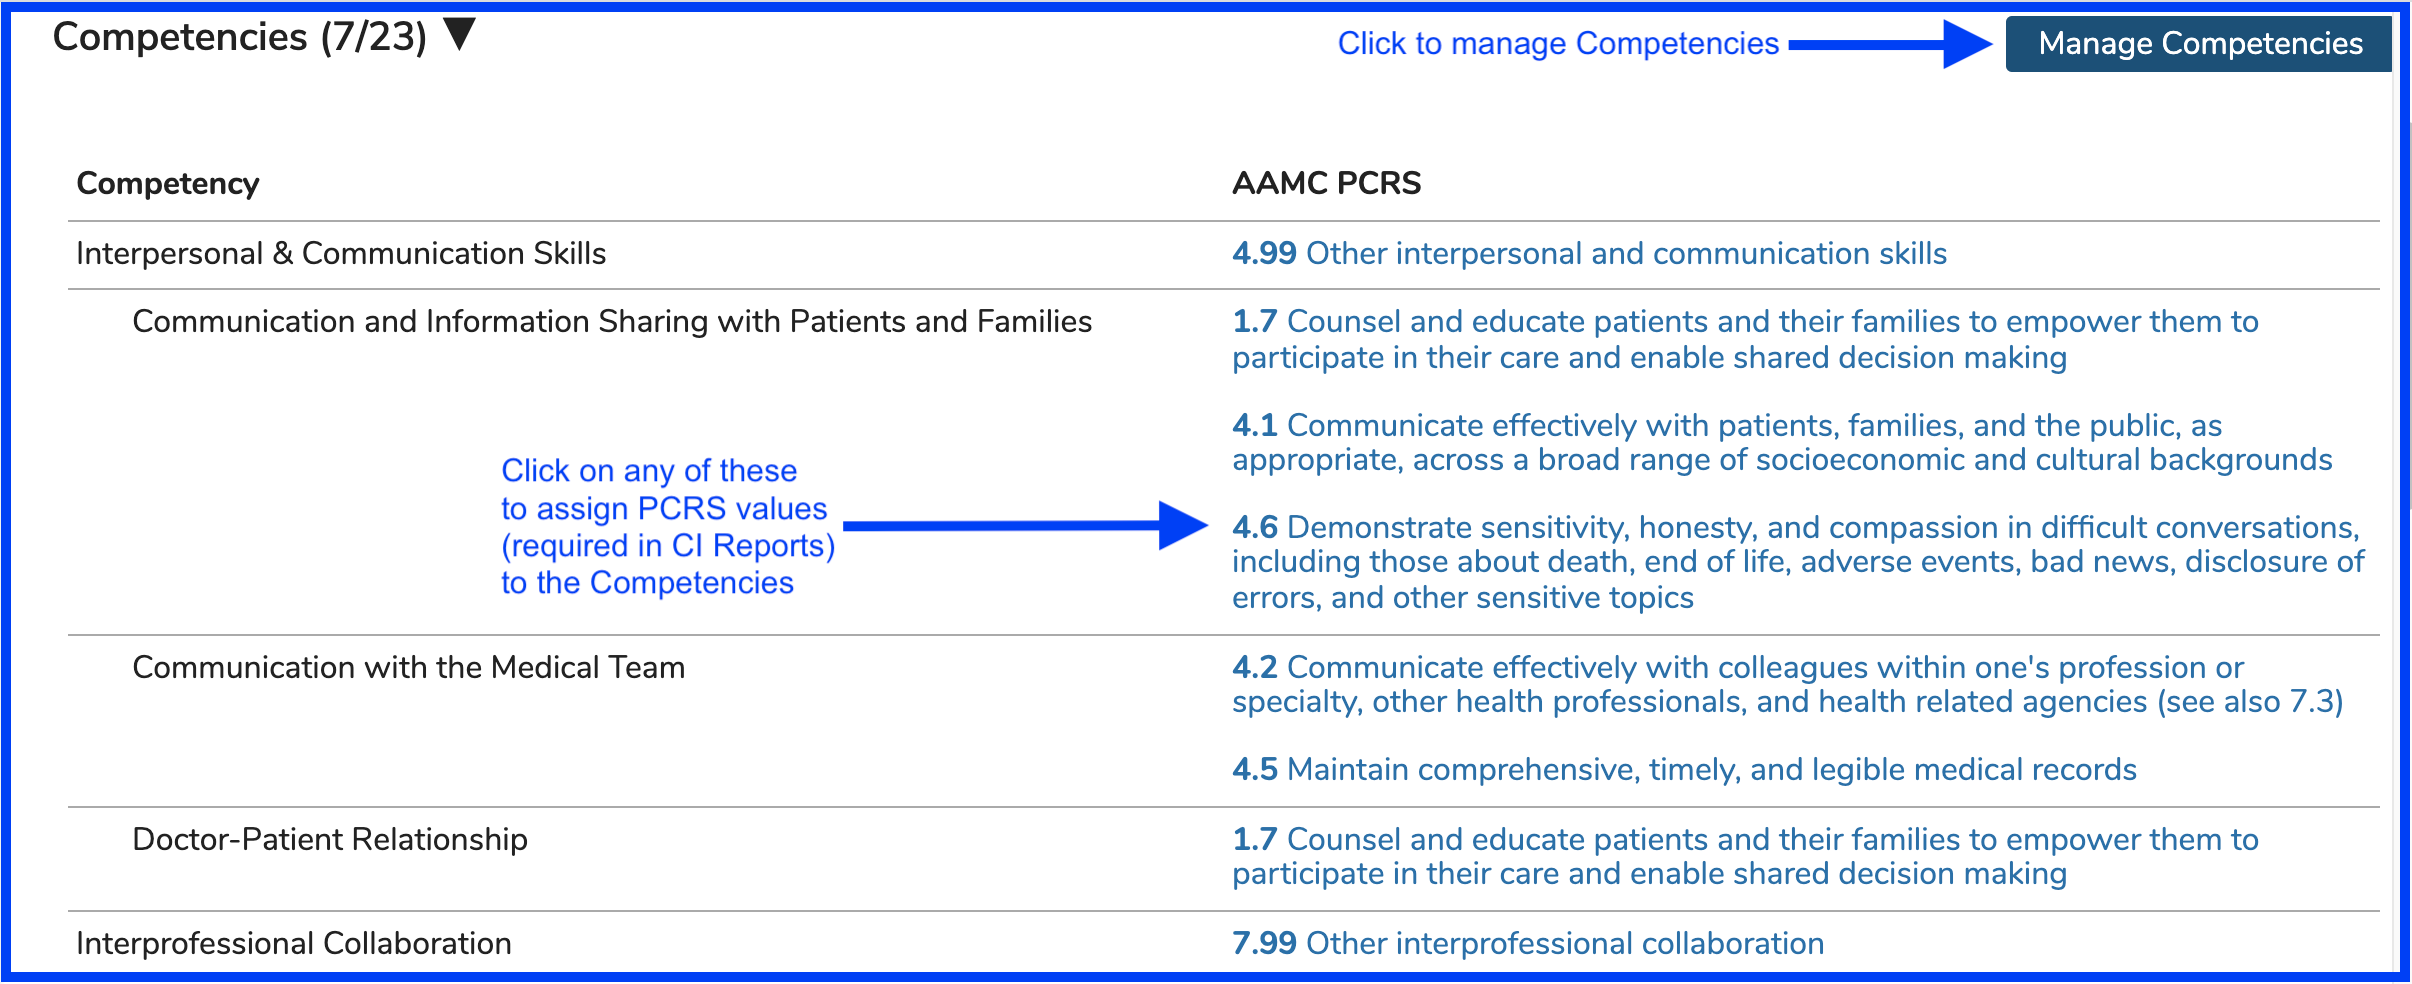 Competencies (7/23) ▼
Click to manage Competencies
Manage Competencies
Competency
AAMC PCRS
Interpersonal & Communication Skills
4.99 Other interpersonal and communication skills
Communication and Information Sharing with Patients and Families
1.7 Counsel and educate patients and their families to empower them to
participate in their care and enable shared decision making
4.1 Communicate effectively with patients, families, and the public, as
appropriate, across a broad range of socioeconomic and cultural backgrounds
Click on any of these
to assign PCRS values
(required in CI Reports)
to the Competencies
4.6 Demonstrate sensitivity, honesty, and compassion in difficult conversations,
including those about death, end of life, adverse events, bad news, disclosure of
errors, and other sensitive topics
Communication with the Medical Team
4.2 Communicate effectively with colleagues within one's profession or
specialty, other health professionals, and health related agencies (see also 7.3)
4.5 Maintain comprehensive, timely, and legible medical records
Doctor-Patient Relationship
1.7 Counsel and educate patients and their families to empower them to
participate in their care and enable shared decision making
Interprofessional Collaboration
7.99 Other interprofessional collaboration